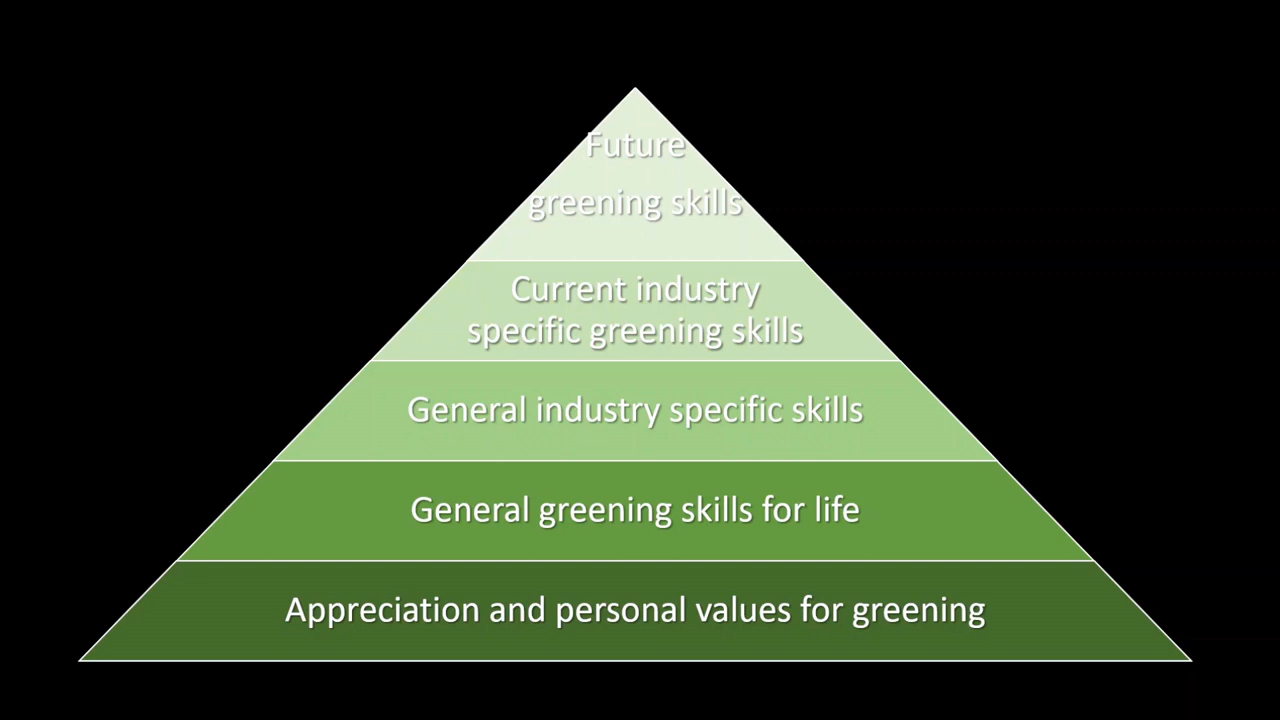 Future
greening skills
Current industry
specific greening skills
General industry specific skills
General greening skills for life
Appreciation and personal values for greening